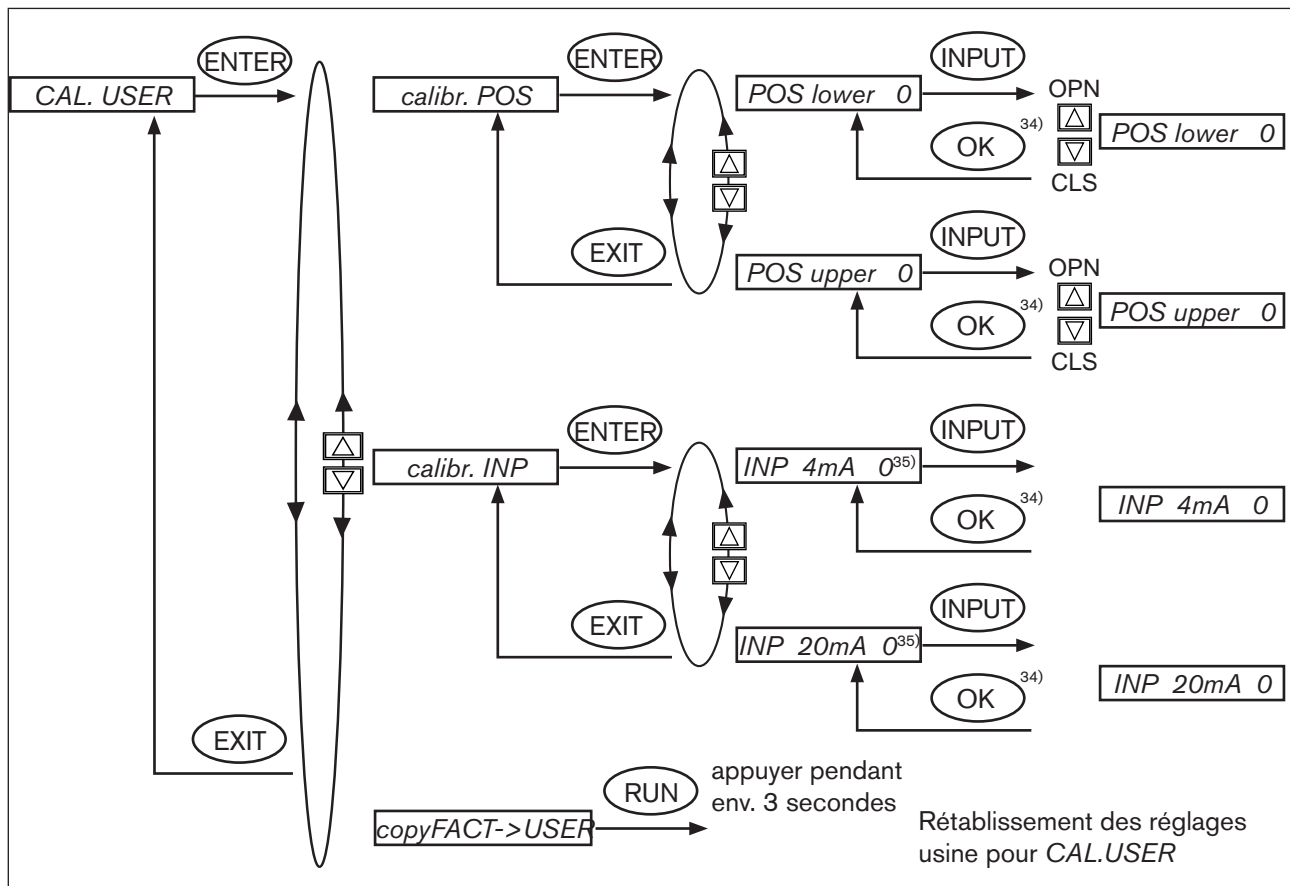 ENTER
CAL. USER
EXIT
ENTER
calibr. POS
EXIT
INPUT
POS lower 0
OPN
OK 34)
POS lower 0
CLS
INPUT
POS upper 0
OPN
OK 34)
POS upper 0
CLS
ENTER
calibr. INP
EXIT
INPUT
INP 4mA 0 35)
OK 34)
INP 4mA 0
INPUT
INP 20mA 0 35)
OK 34)
INP 20mA 0
copyFACT->USER
RUN
appuyer pendant
env. 3 secondes
Rétablissement des réglages
usine pour CAL.USER